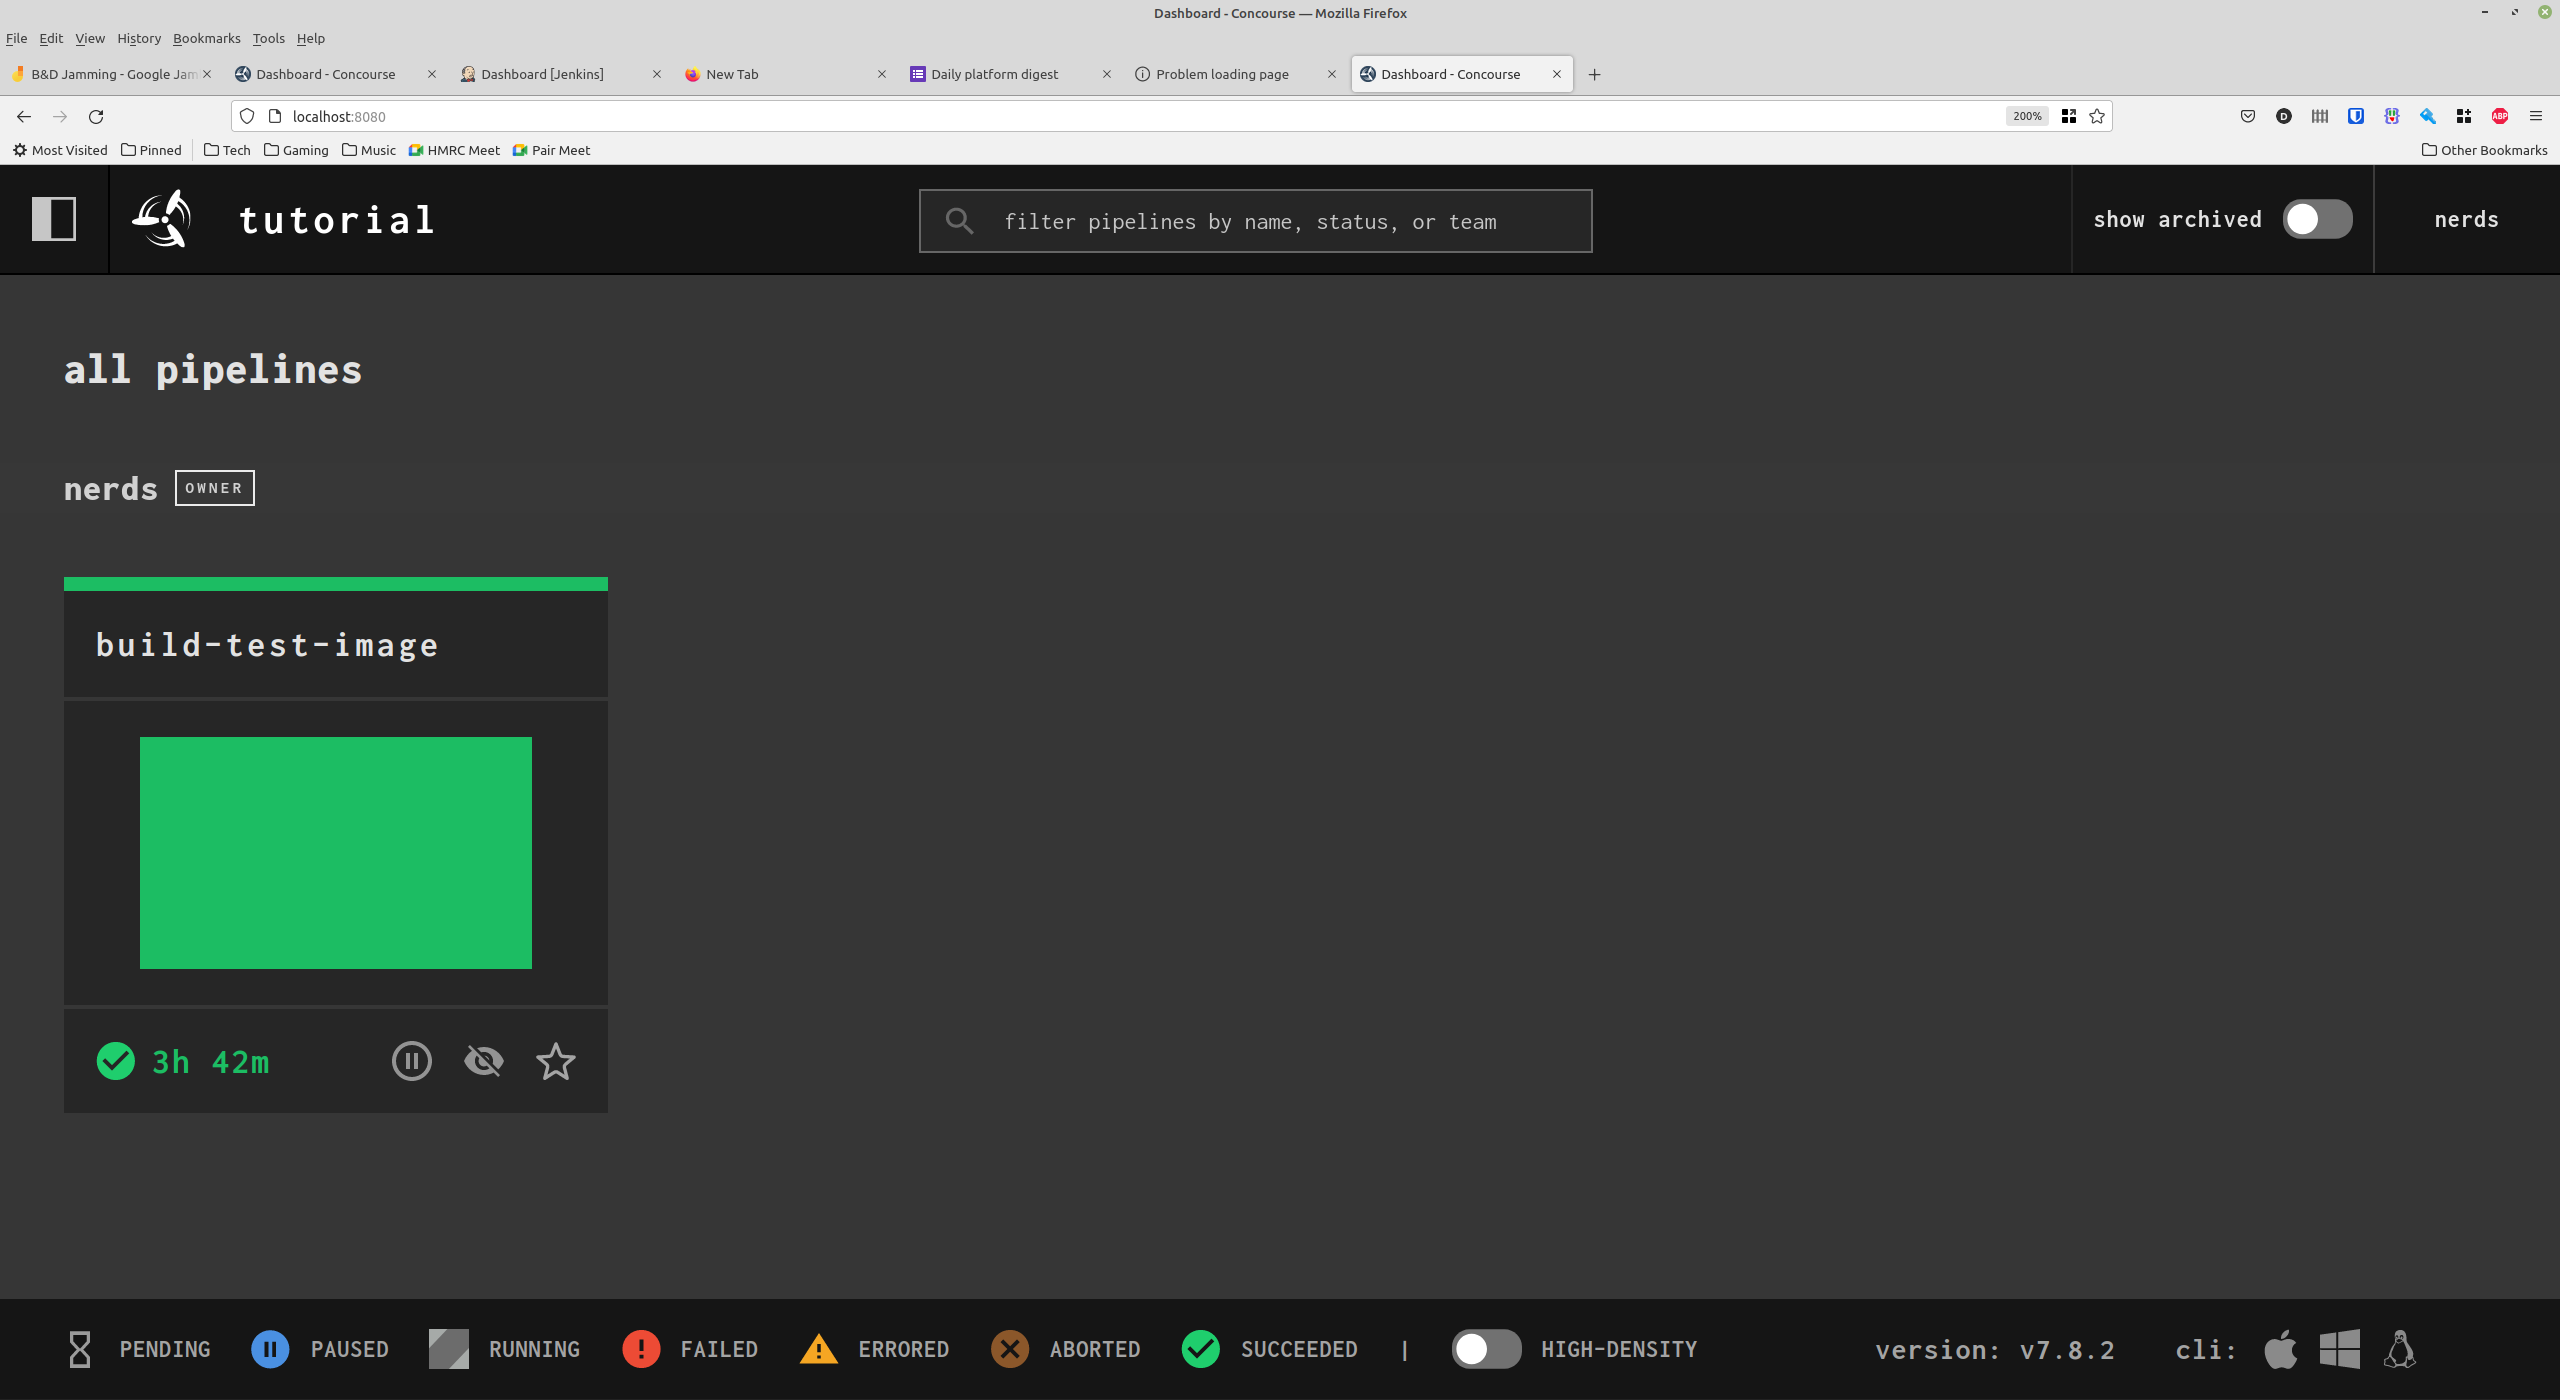 Dashboard - Concourse — Mozilla Firefox
File Edit View History Bookmarks Tools Help
B&D Jamming - Google Jam
Dashboard - Concourse
Dashboard [Jenkins]
New Tab
Daily platform digest
Problem loading page
Dashboard - Concourse
localhost:8080
200%
D
ABP
Most Visited Pinned Tech Gaming Music HMRC Meet Pair Meet Other Bookmarks
tutorial
filter pipelines by name, status, or team
show archived
nerds
all pipelines
nerds OWNER
build-test-image
3h 42m
PENDING PAUSED RUNNING FAILED ERRORED ABORTED SUCCEEDED | HIGH-DENSITY version: v7.8.2 cli: